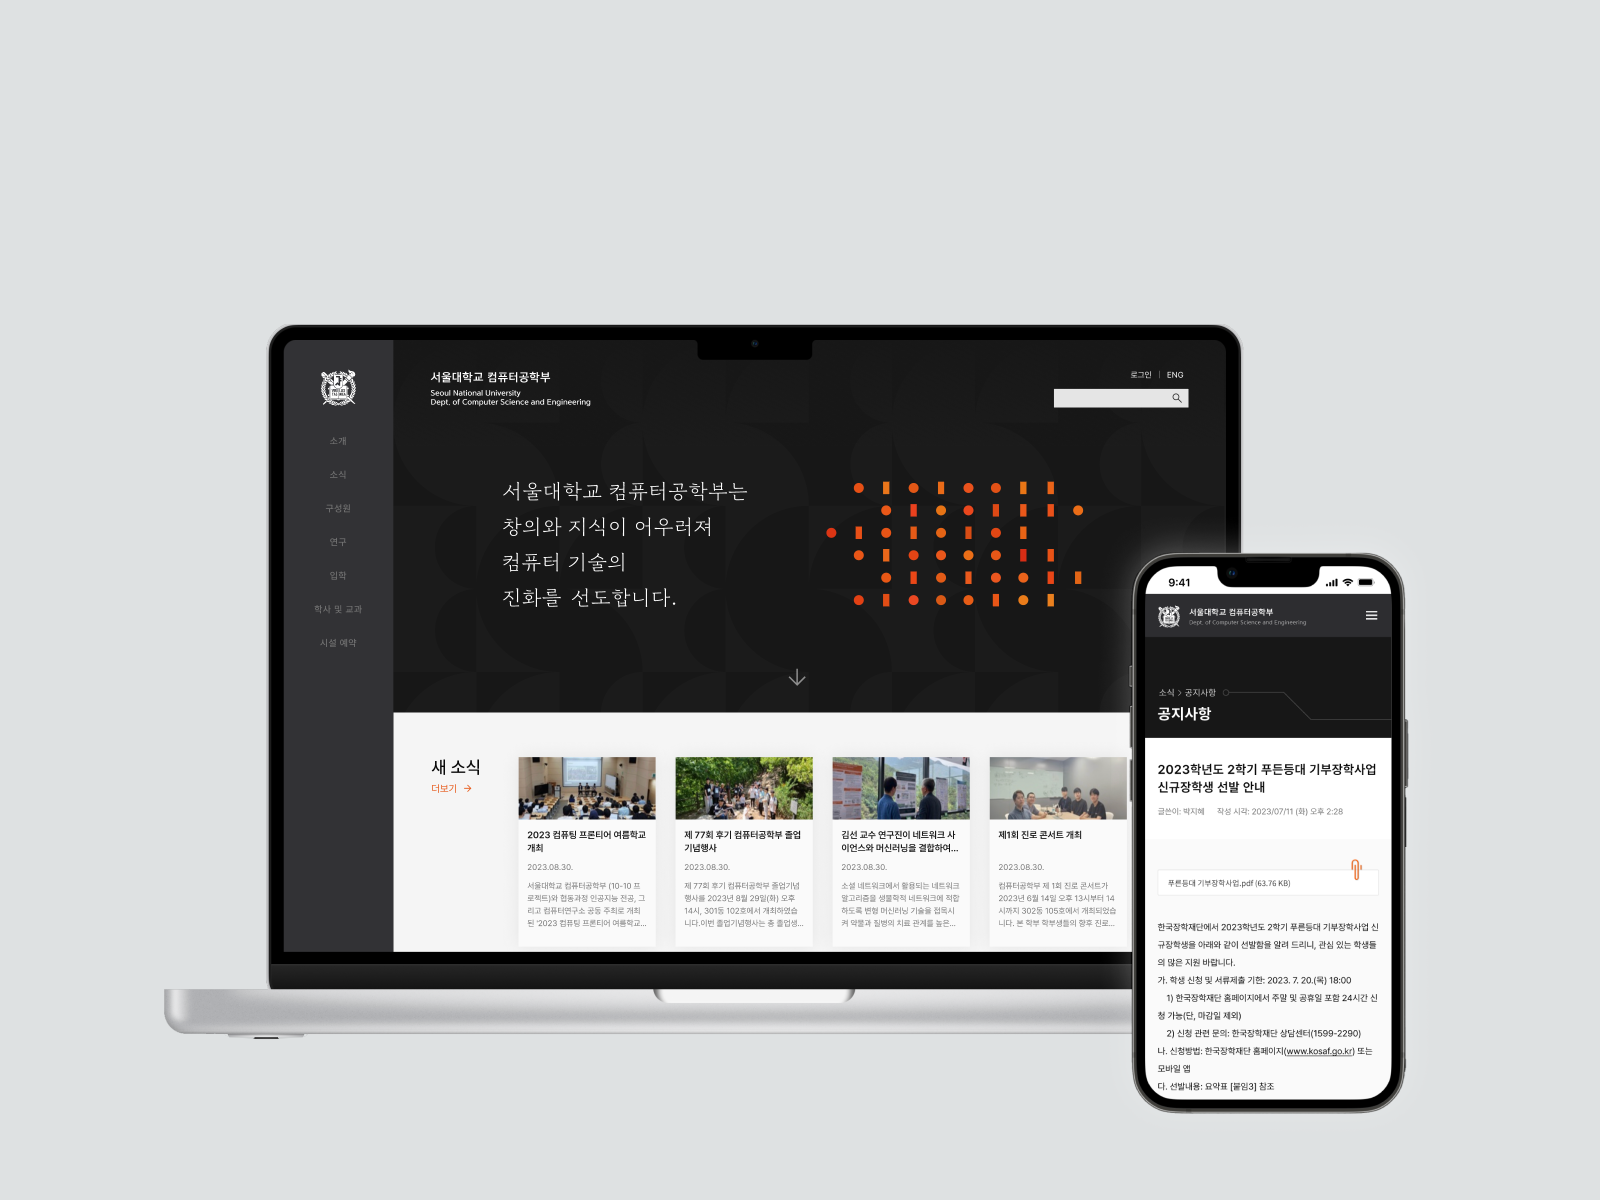 서울대학교 컴퓨터공학부
Seoul National University
Dept. of Computer Science and Engineering
로그인 | ENG
소개
소식
구성원
연구
입학
학사 및 교과
시설 예약
서울대학교 컴퓨터공학부는
창의와 지식이 어우러져
컴퓨터 기술의
진화를 선도합니다.
새 소식
더보기
2023 컴퓨팅 프론티어 여름학교
개최
2023.08.30.
서울대학교 컴퓨터공학부 (10-10 프
로젝트)와 협동과정 인공지능 전공, 그
리고 컴퓨터연구소 공동 주최로 개최
된 '2023 컴퓨팅 프론티어 여름학교...
제 77회 후기 컴퓨터공학부 졸업
기념행사
2023.08.30.
제 77회 후기 컴퓨터공학부 졸업기념
행사를 2023년 8월 29일(화) 오후
14시, 301동 102호에서 개최하였습
니다.이번 졸업기념행사는 총 졸업생...
김선 교수 연구진이 네트워크 사
이언스와 머신러닝을 결합하여...
2023.08.30.
소셜 네트워크에서 활용되는 네트워크
알고리즘을 생물학적 네트워크에 적합
하도록 변형 머신러닝 기술을 접목시
켜 약물과 질병의 치료 관계를 높은...
제1회 진로 콘서트 개최
2023.08.30.
컴퓨터공학부 제 1회 진로 콘서트가
2023년 6월 14일 오후 13시부터 14
시까지 302동 105호에서 개최되었습
니다. 본 학부 학부생들의 향후 진로...
9:41
서울대학교 컴퓨터공학부
Dept. of Computer Science and Engineering
소식 > 공지사항
공지사항
2023학년도 2학기 푸른등대 기부장학사업
신규장학생 선발 안내
글쓴이: 박지혜 작성 시각: 2023/07/11 (화) 오후 2:28
푸른등대 기부장학사업.pdf (63.76 KB)
한국장학재단에서 2023학년도 2학기 푸른등대 기부장학사업 신
규장학생을 아래와 같이 선발함을 알려 드리니, 관심 있는 학생들
의 많은 지원 바랍니다.
가. 학생 신청 및 서류제출 기한: 2023. 7. 20.(목) 18:00
1) 한국장학재단 홈페이지에서 주말 및 공휴일 포함 24시간 신
청 가능(단, 마감일 제외)
2) 신청 관련 문의: 한국장학재단 상담센터(1599-2290)
나. 신청방법: 한국장학재단 홈페이지(www.kosaf.go.kr) 또는
모바일 앱
다. 선발내용: 요약표 [붙임3] 참조